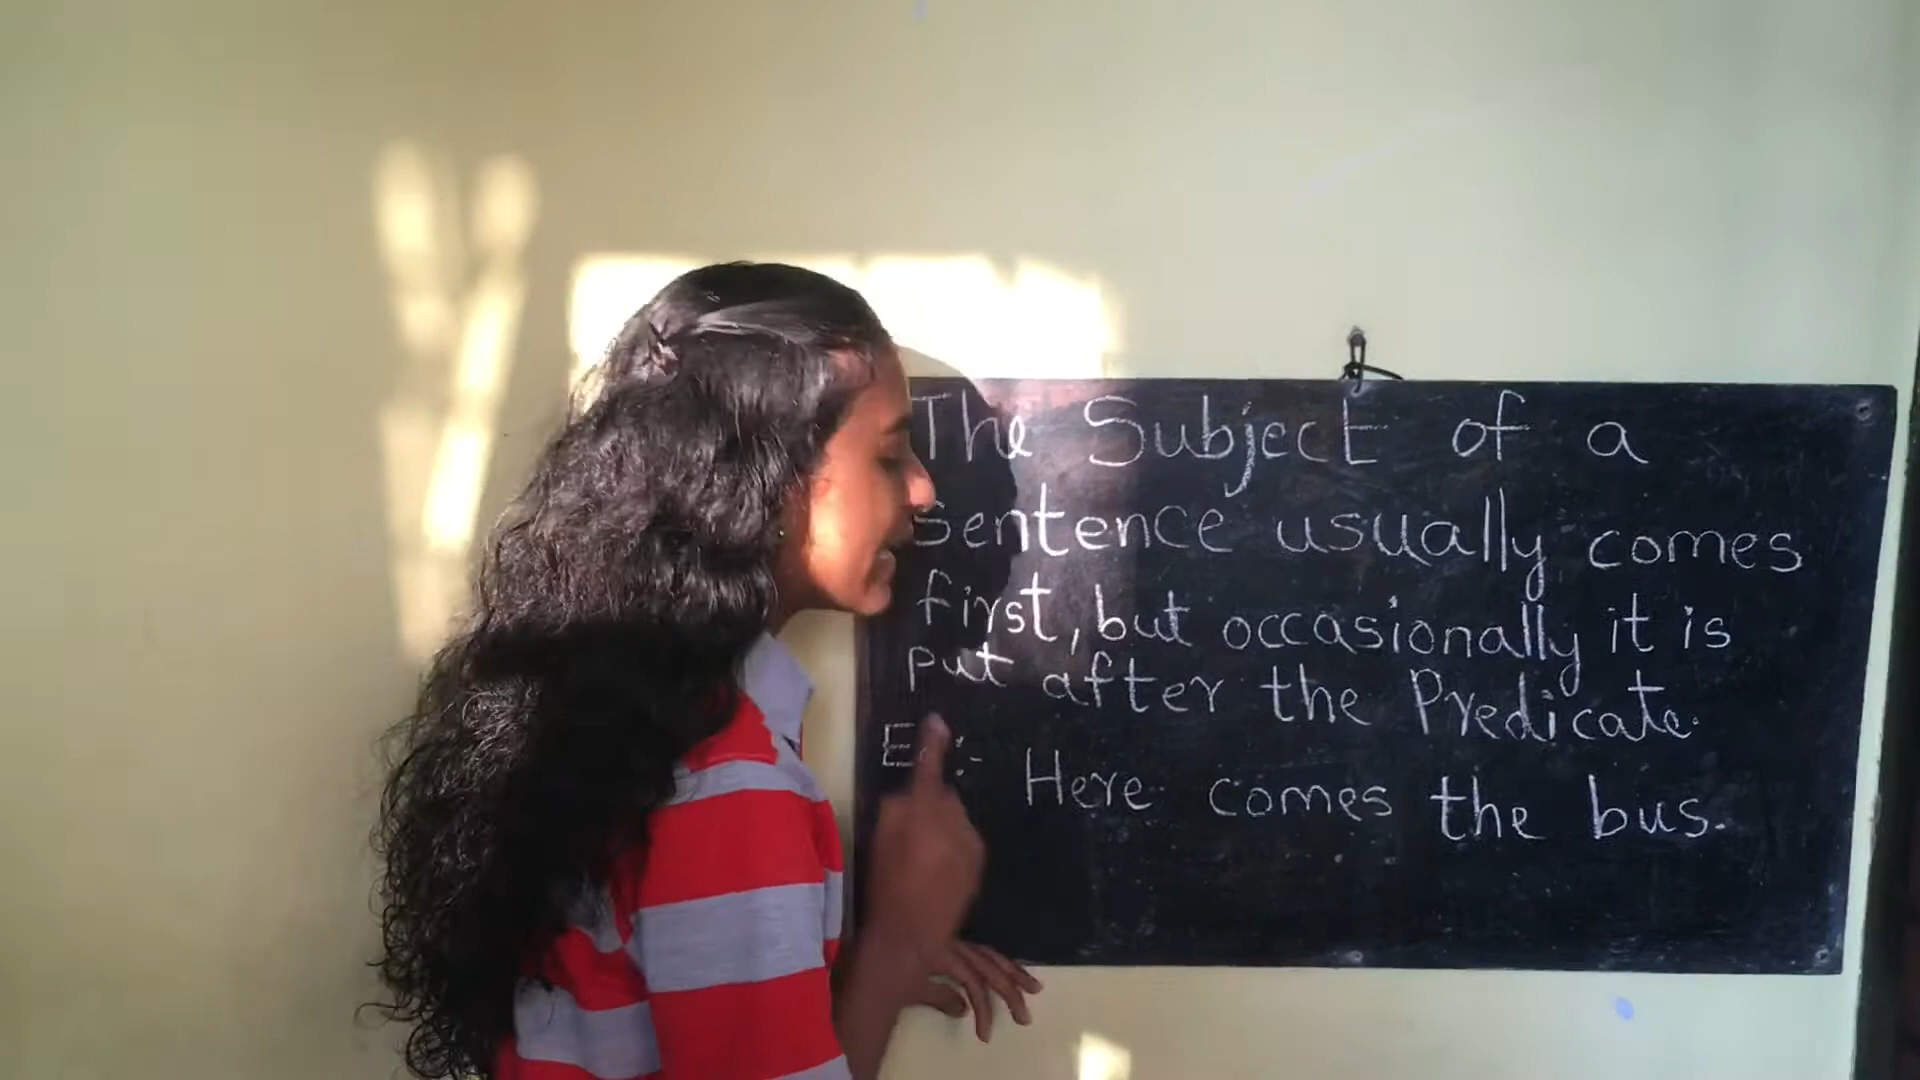 The Subject of a
sentence usually comes
first, but occasionally it is
put after the Predicate.
Here comes the bus.